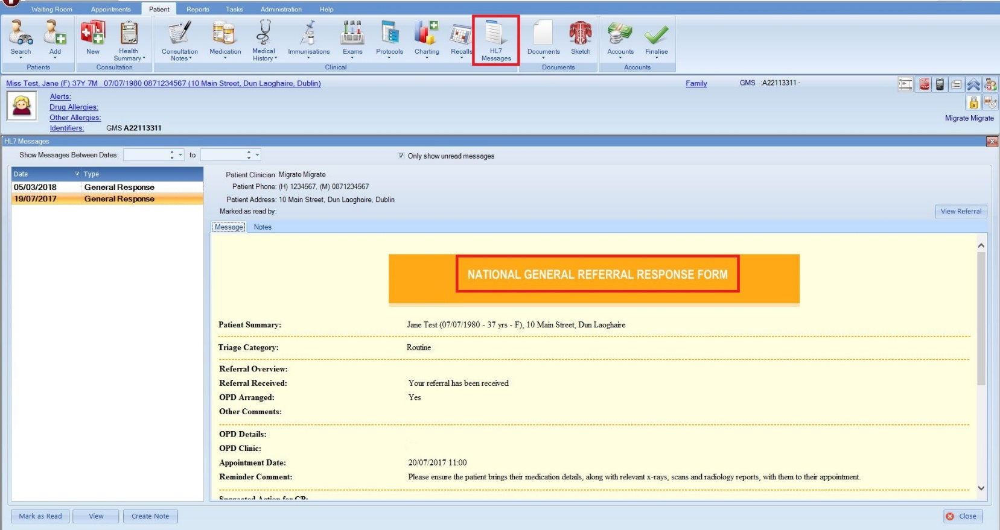 Waiting Room Appointments Patient Reports Tasks Administration Help
Search Add New Health Summary Consultation Notes Medication Medical History Immunisations Exams Protocols Charting Recalls HL7 Messages Documents Sketch Accounts Finalise
Patients Consultation Clinical Documents Accounts
Miss Test, Jane (F) 37Y 7M 07/07/1980 0871234567 (10 Main Street, Dun Laoghaire, Dublin) Family GMS :A22113311 -
Alerts:
Drug Allergies:
Other Allergies:
Identifiers: GMS A22113311
Migrate Migrate
HL7 Messages
Show Messages Between Dates: to Only show unread messages
Date Type
05/03/2018 General Response
19/07/2017 General Response
Patient Clinician: Migrate Migrate
Patient Phone: (H) 1234567, (M) 0871234567
Patient Address: 10 Main Street, Dun Laoghaire, Dublin
Marked as read by:
View Referral
Message Notes
NATIONAL GENERAL REFERRAL RESPONSE FORM
Patient Summary: Jane Test (07/07/1980 - 37 yrs - F), 10 Main Street, Dun Laoghaire
Triage Category: Routine
Referral Overview:
Referral Received: Your referral has been received
OPD Arranged: Yes
Other Comments:
OPD Details:
OPD Clinic:
Appointment Date: 20/07/2017 11:00
Reminder Comment: Please ensure the patient brings their medication details, along with relevant x-rays, scans and radiology reports, with them to their appointment.
Suggested Action for GP:
Mark as Read View Create Note Close